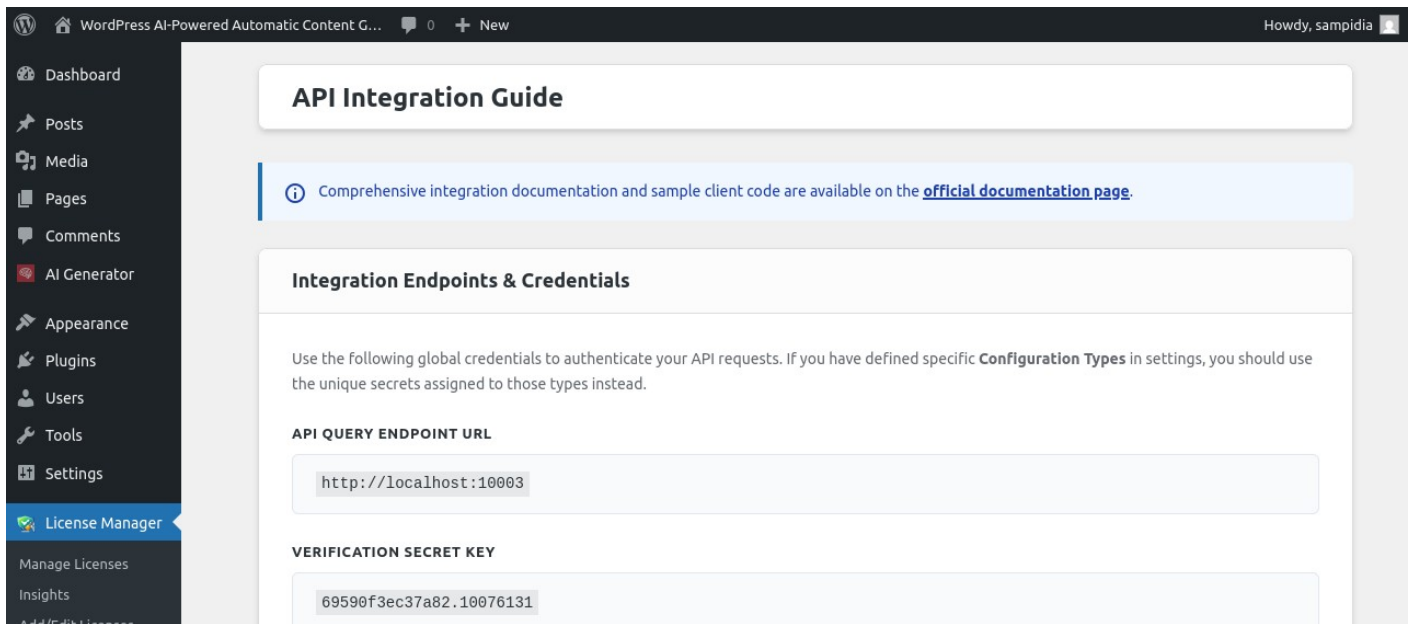 WordPress AI-Powered Automatic Content G... 0 + New Howdy, sampidia
Dashboard
Posts
Media
Pages
Comments
AI Generator
Appearance
Plugins
Users
Tools
Settings
License Manager
Manage Licenses
Insights
Add/Edit Licenses
API Integration Guide
Comprehensive integration documentation and sample client code are available on the official documentation page.
Integration Endpoints & Credentials
Use the following global credentials to authenticate your API requests. If you have defined specific Configuration Types in settings, you should use
the unique secrets assigned to those types instead.
API QUERY ENDPOINT URL
http://localhost:10003
VERIFICATION SECRET KEY
69590f3ec37a82.10076131